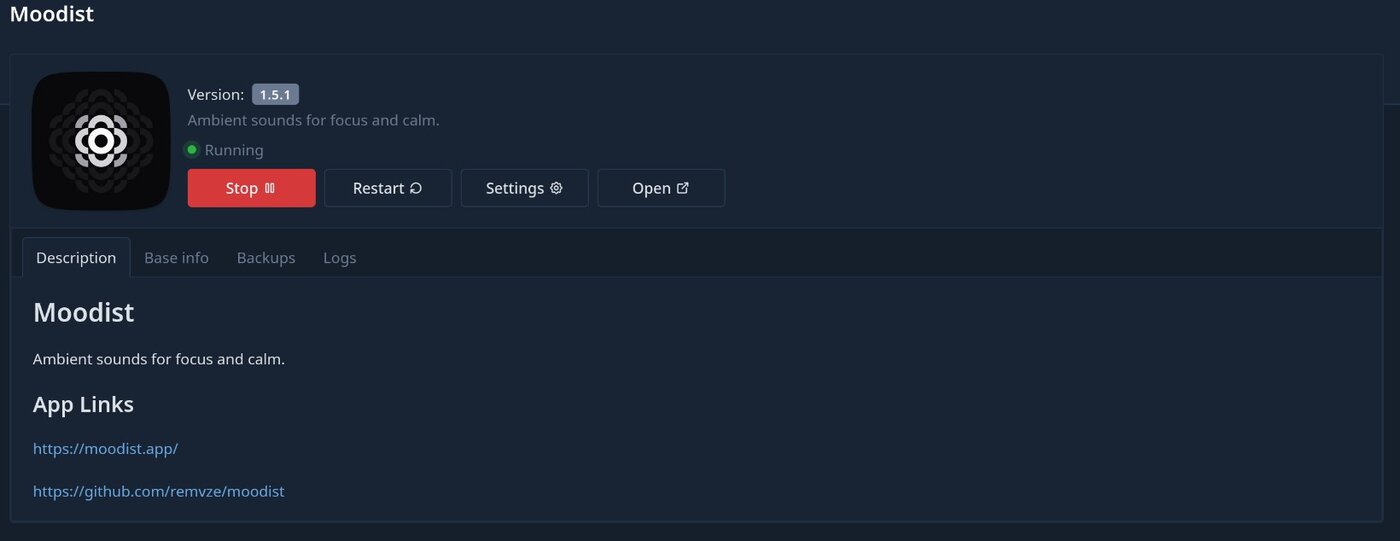 Moodist
Version: 1.5.1
Ambient sounds for focus and calm.
Running
Stop Restart Settings Open
Description Base info Backups Logs
Moodist
Ambient sounds for focus and calm.
App Links
https://moodist.app/
https://github.com/remvze/moodist